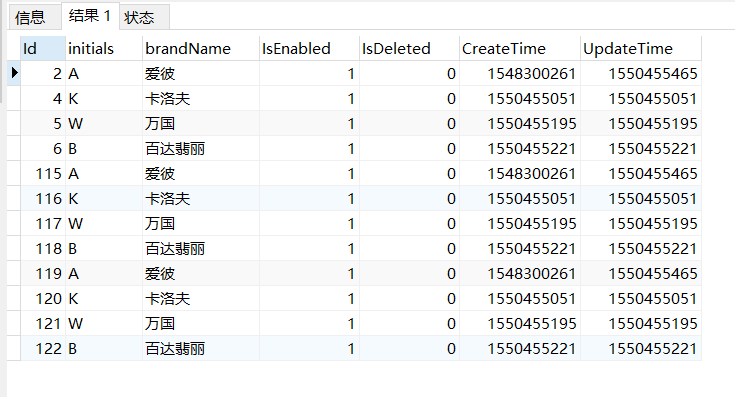 信息 结果 1 状态
Id initials brandName IsEnabled IsDeleted CreateTime UpdateTime
2 A 爱彼 1 0 1548300261 1550455465
4 K 卡洛夫 1 0 1550455051 1550455051
5 W 万国 1 0 1550455195 1550455195
6 B 百达翡丽 1 0 1550455221 1550455221
115 A 爱彼 1 0 1548300261 1550455465
116 K 卡洛夫 1 0 1550455051 1550455051
117 W 万国 1 0 1550455195 1550455195
118 B 百达翡丽 1 0 1550455221 1550455221
119 A 爱彼 1 0 1548300261 1550455465
120 K 卡洛夫 1 0 1550455051 1550455051
121 W 万国 1 0 1550455195 1550455195
122 B 百达翡丽 1 0 1550455221 1550455221